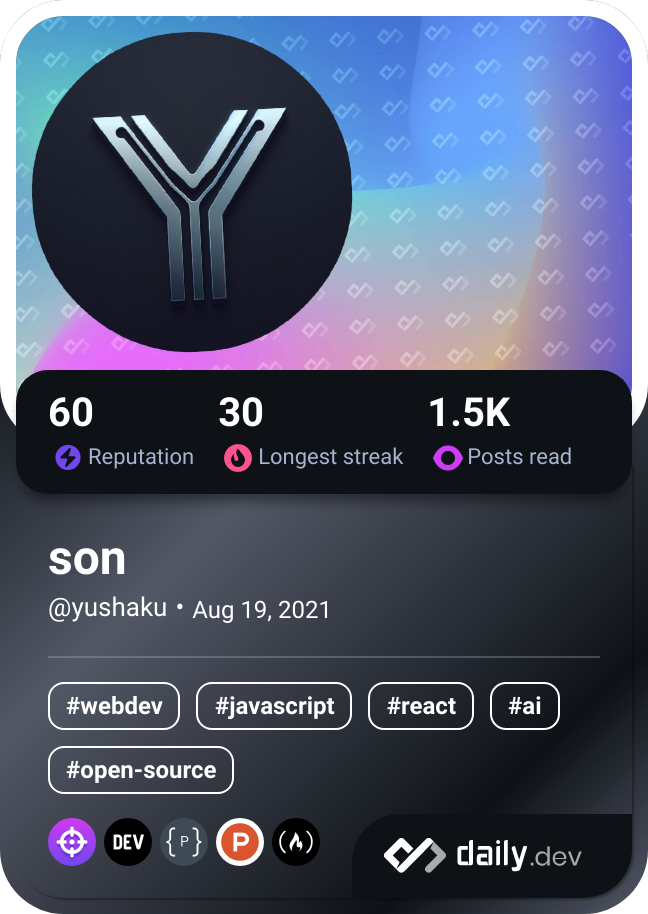 Y
60 30 1.5K
Reputation Longest streak Posts read
son
@yushaku • Aug 19, 2021
#webdev #javascript #react #ai
#open-source
DEV {P} P
daily.dev